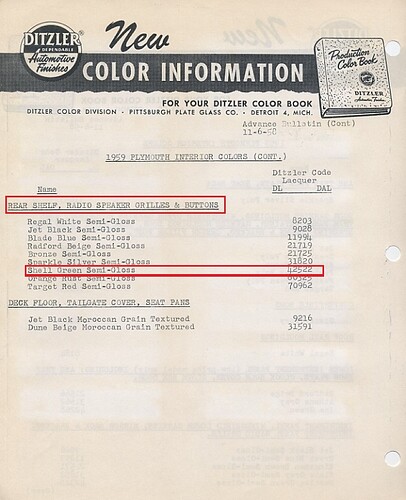 DITZLER
DEPENDABLE
Automotive
Finishes
New
COLOR INFORMATION
Production
Color Book
DITZLER
FOR YOUR DITZLER COLOR BOOK
DITZLER COLOR DIVISION • PITTSBURGH PLATE GLASS CO. • DETROIT 4, MICH.
Advance Bulletin (Cont)
11-6-58
1959 PLYMOUTH INTERIOR COLORS (CONT.)
Ditzler Code
Lacquer
Name DL DAL
REAR SHELF, RADIO SPEAKER GRILLES & BUTTONS
Regal White Semi-Gloss 8203
Jet Black Semi-Gloss 9028
Blade Blue Semi-Gloss 11994
Radford Beige Semi-Gloss 21719
Bronze Semi-Gloss 21725
Sparkle Silver Semi-Gloss 31820
Shell Green Semi-Gloss 42522
Orange Rust Semi-Gloss 60325
Target Red Semi-Gloss 70962
DECK FLOOR, TAILGATE COVER, SEAT PANS
Jet Black Moroccan Grain Textured 9216
Dune Beige Moroccan Grain Textured 31591